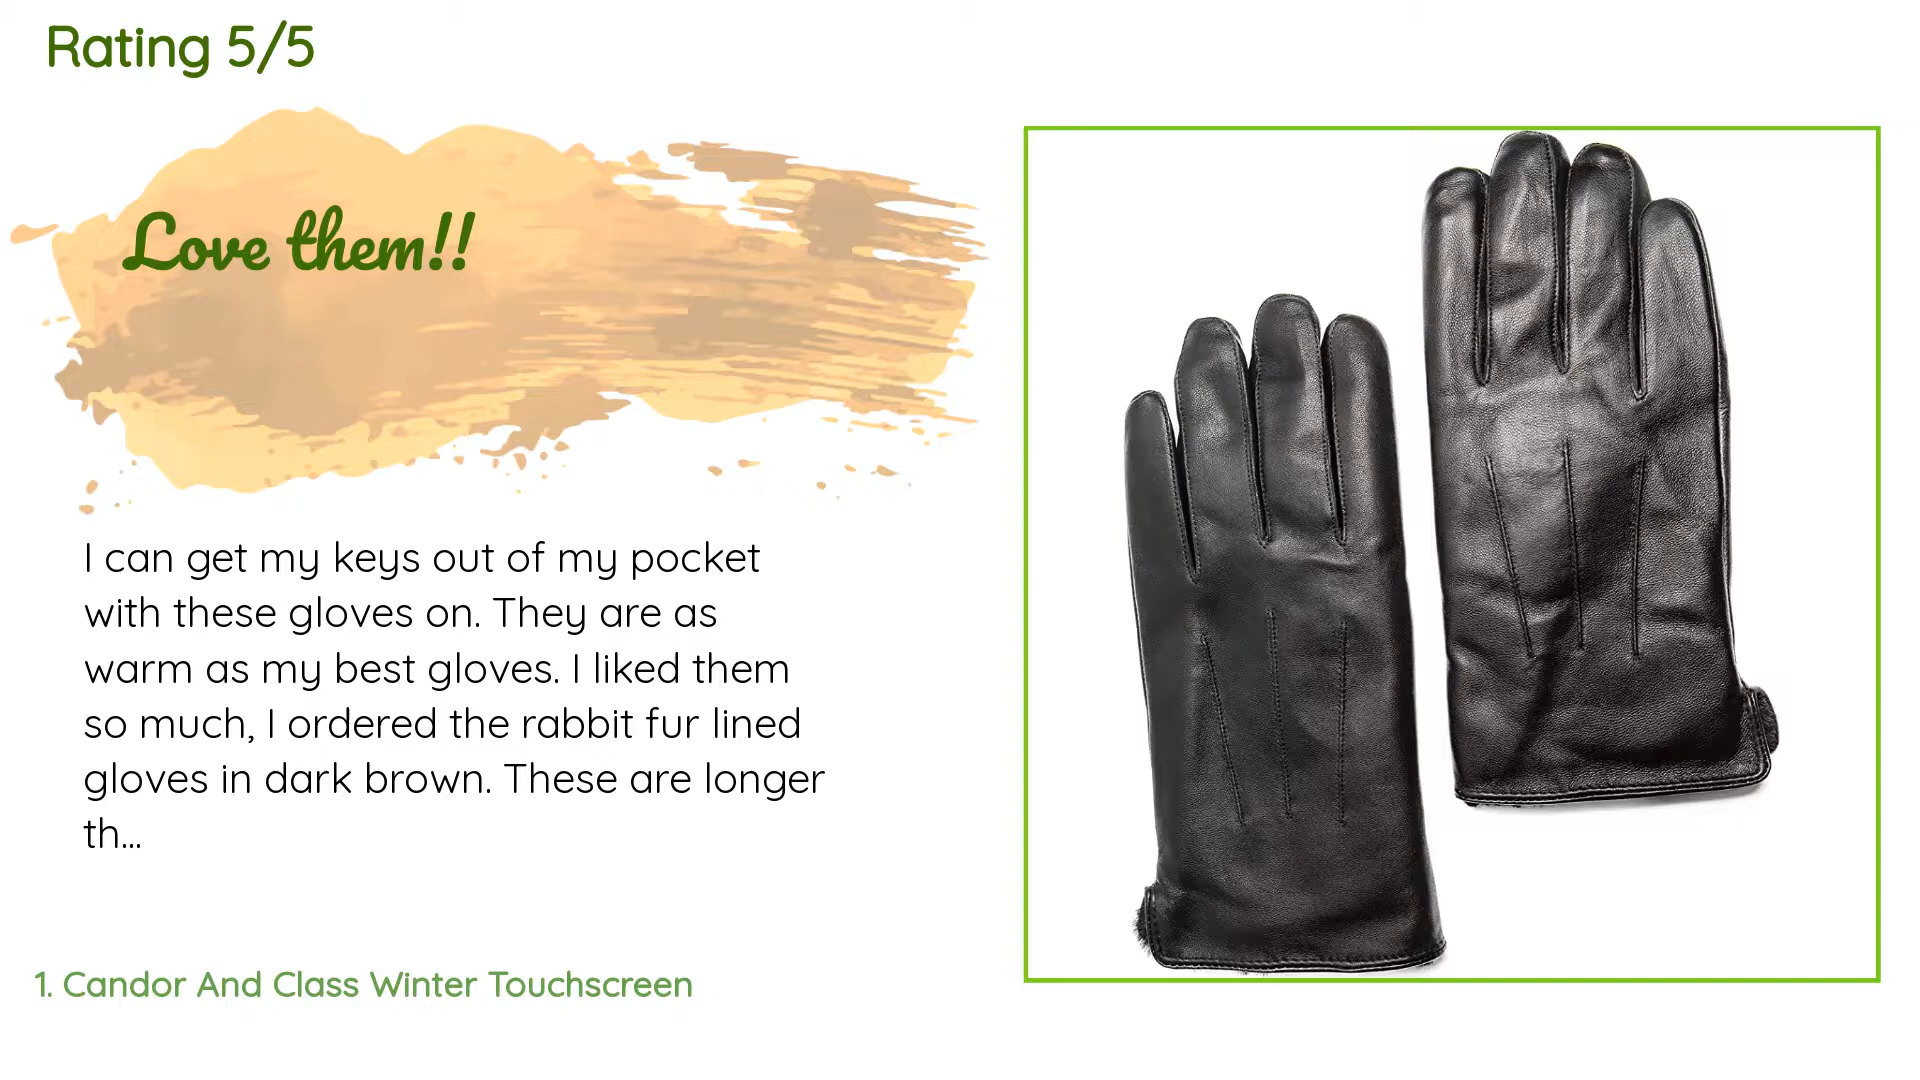 Rating 5/5
Love them!!
I can get my keys out of my pocket
with these gloves on. They are as
warm as my best gloves. I liked them
so much, I ordered the rabbit fur lined
gloves in dark brown. These are longer
th...
1. Candor And Class Winter Touchscreen